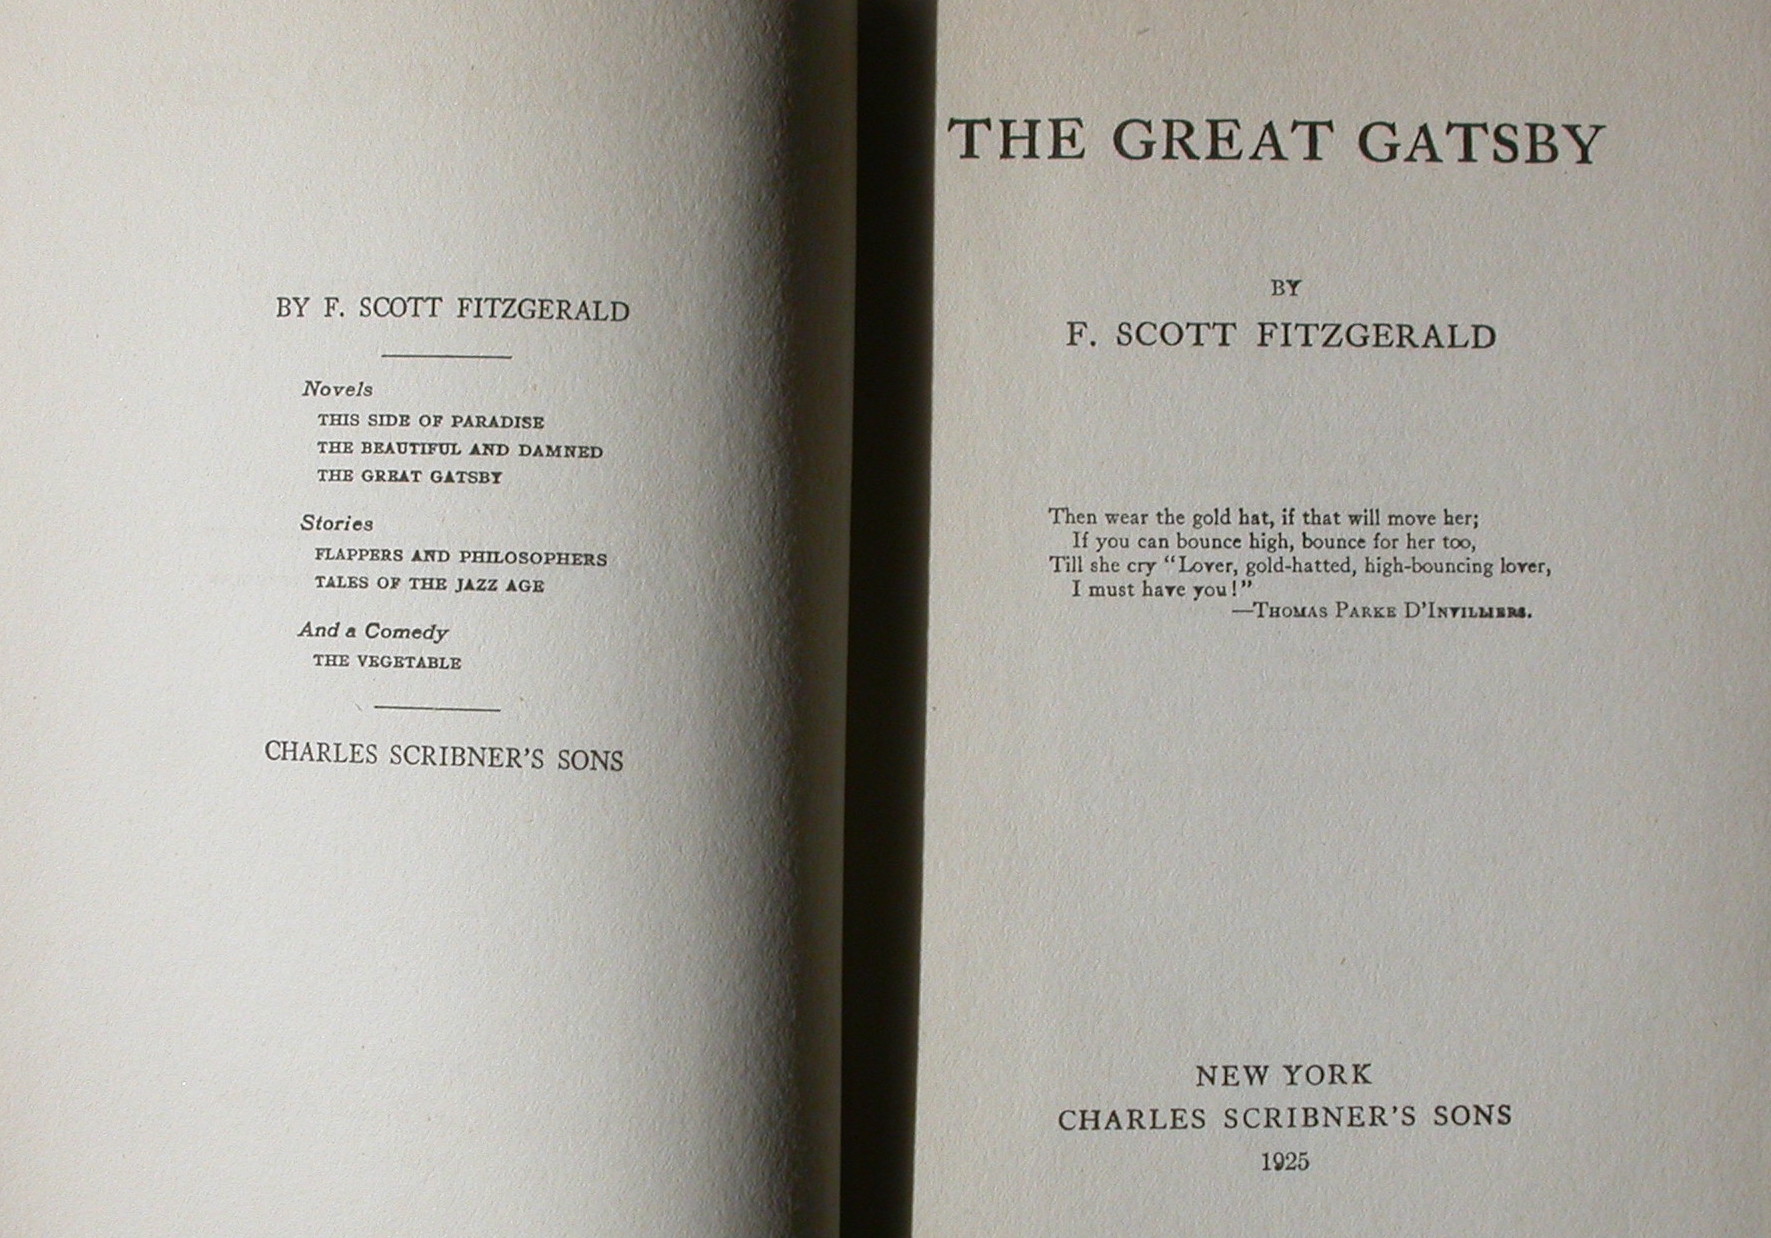 BY F. SCOTT FITZGERALD
Novels
THIS SIDE OF PARADISE
THE BEAUTIFUL AND DAMNED
THE GREAT GATSBY
Stories
FLAPPERS AND PHILOSOPHERS
TALES OF THE JAZZ AGE
And a Comedy
THE VEGETABLE
CHARLES SCRIBNER'S SONS
THE GREAT GATSBY
BY
F. SCOTT FITZGERALD
Then wear the gold hat, if that will move her;
If you can bounce high, bounce for her too,
Till she cry "Lover, gold-hatted, high-bouncing lover,
I must have you!"
—THOMAS PARKE D'INVILLIERS.
NEW YORK
CHARLES SCRIBNER'S SONS
1925